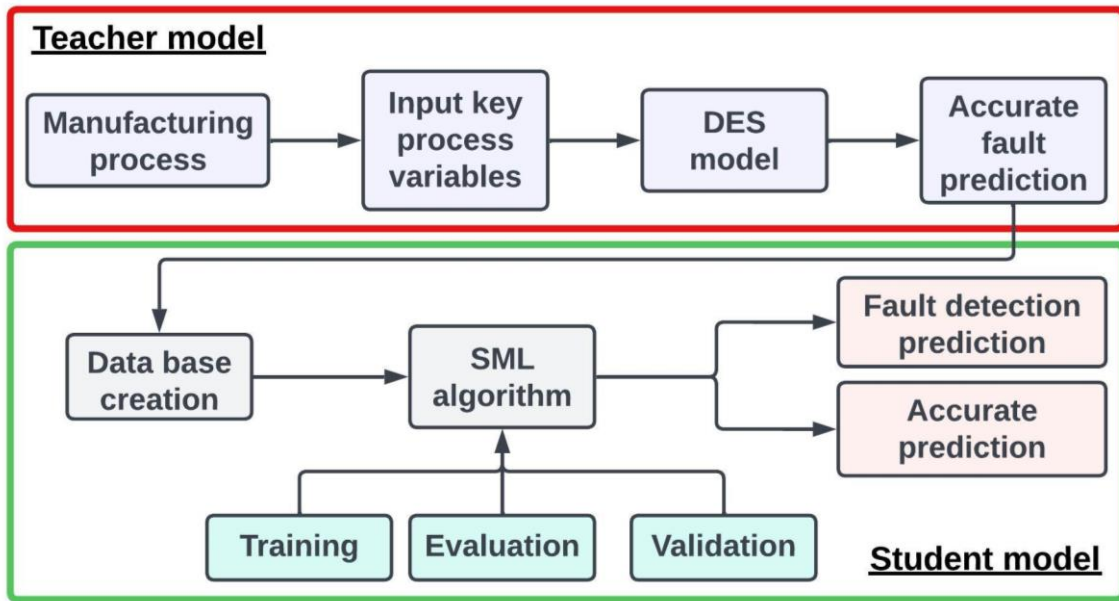 Teacher model
Manufacturing
process
Input key
process
variables
DES
model
Accurate
fault
prediction
Data base
creation
SML
algorithm
Fault detection
prediction
Accurate
prediction
Training
Evaluation
Validation
Student model